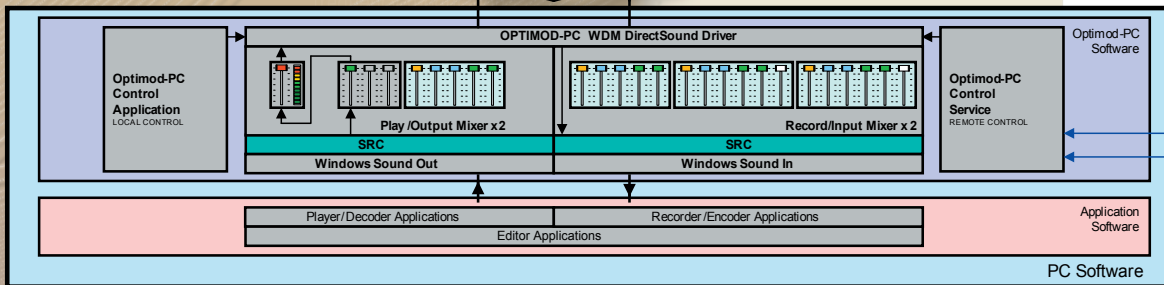 OPTIMOD-PC WDM DirectSound Driver
Optimod-PC
Software
Optimod-PC
Control
Application
LOCAL CONTROL
Play/Output Mixer x2
Record/Input Mixer x 2
Optimod-PC
Control
Service
REMOTE CONTROL
SRC
SRC
Windows Sound Out
Windows Sound In
Player/Decoder Applications
Recorder/Encoder Applications
Editor Applications
Application
Software
PC Software